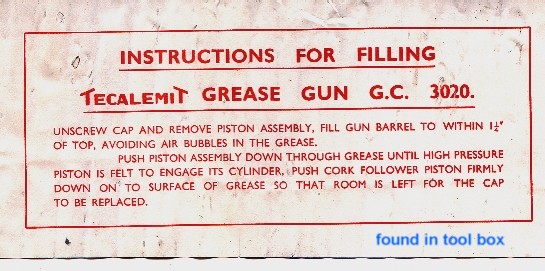 INSTRUCTIONS FOR FILLING
TECALEMIT GREASE GUN G.C. 3020.
UNSCREW CAP AND REMOVE PISTON ASSEMBLY, FILL GUN BARREL TO WITHIN 1¼"
OF TOP, AVOIDING AIR BUBBLES IN THE GREASE.
PUSH PISTON ASSEMBLY DOWN THROUGH GREASE UNTIL HIGH PRESSURE
PISTON IS FELT TO ENGAGE ITS CYLINDER, PUSH CORK FOLLOWER PISTON FIRMLY
DOWN ON TO SURFACE OF GREASE SO THAT ROOM IS LEFT FOR THE CAP
TO BE REPLACED.
found in tool box